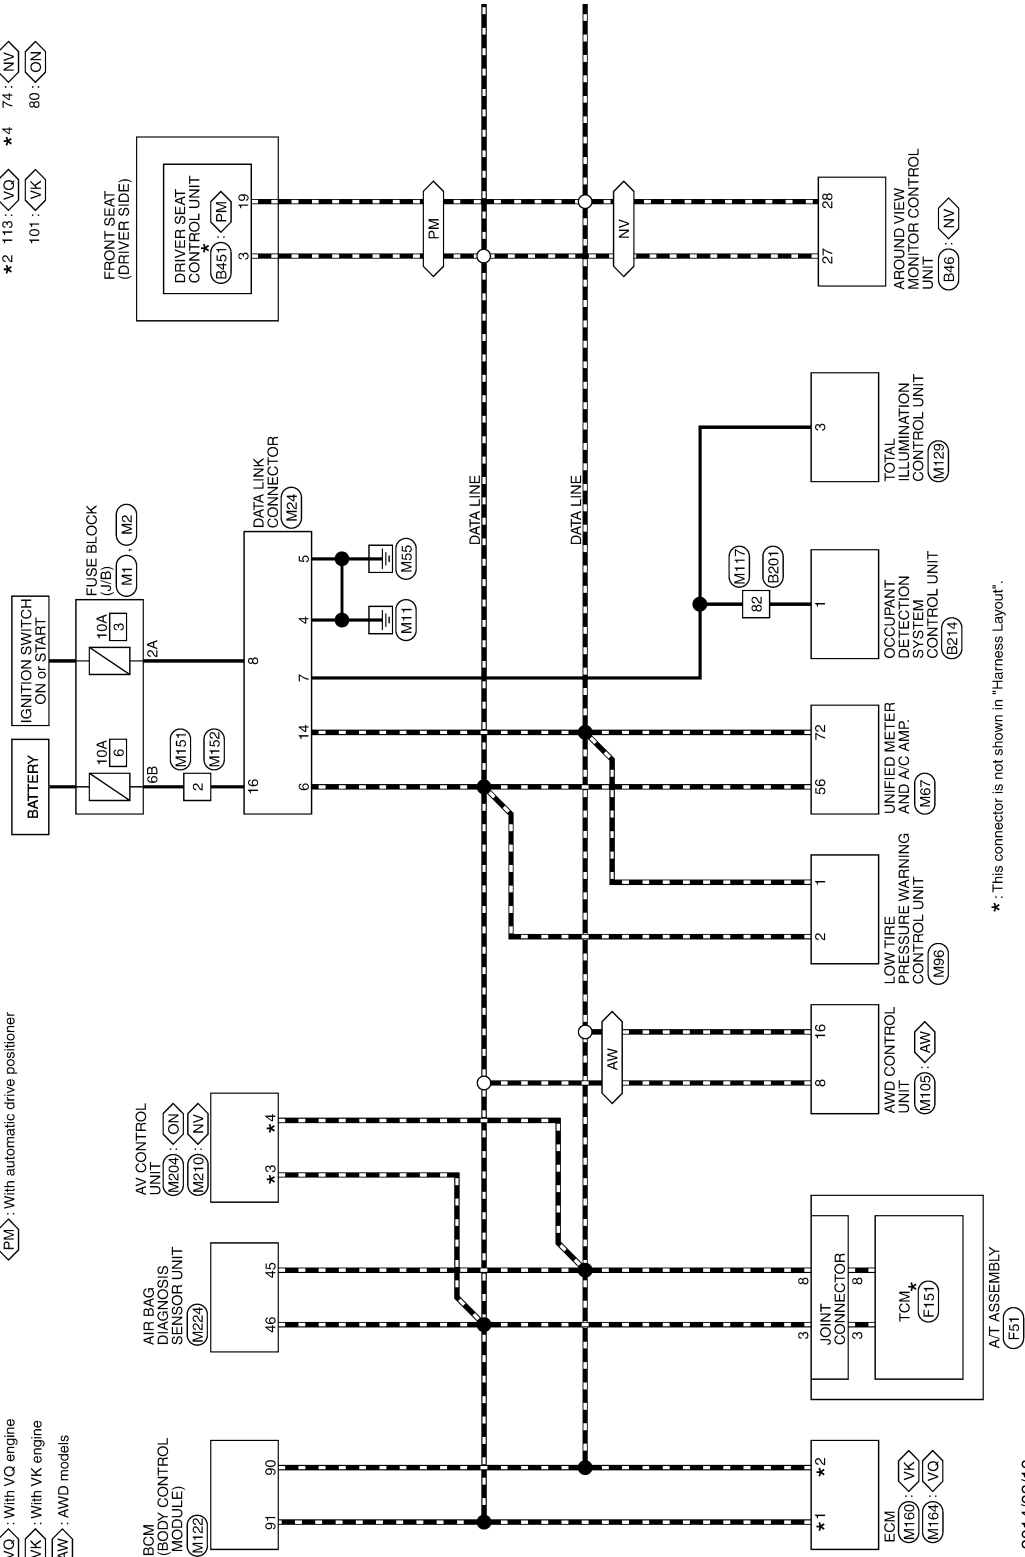 VQ : With VQ engine
VK : With VK engine
AW : AWD models
PM : With automatic drive positioner
*2 113 : VQ
101 : VK
*4 74 : NV
80 : ON
BCM
(BODY CONTROL
MODULE)
M122
91
90
AIR BAG
DIAGNOSIS
SENSOR UNIT
M224
46
45
AV CONTROL
UNIT
M204 : ON
M210 : NV
*3
*4
BATTERY
IGNITION SWITCH
ON or START
10A
6
10A
3
FUSE BLOCK
(J/B)
M1 , M2
6B
2A
2
M151
M152
16
8
6
14
7
4
5
DATA LINK
CONNECTOR
M24
M11
M55
FRONT SEAT
(DRIVER SIDE)
DRIVER SEAT
CONTROL UNIT
*
B451 : PM
3
19
PM
DATA LINE
DATA LINE
AW
NV
82
M117
B201
*1
*2
ECM
M160 : VK
M164 : VQ
3
8
JOINT
CONNECTOR
3
8
TCM*
F151
A/T ASSEMBLY
F51
8
16
AWD CONTROL
UNIT
M105 : AW
2
1
LOW TIRE
PRESSURE WARNING
CONTROL UNIT
M96
56
72
UNIFIED METER
AND A/C AMP.
M67
1
OCCUPANT
DETECTION
SYSTEM
CONTROL UNIT
B214
3
TOTAL
ILLUMINATION
CONTROL UNIT
M129
27
28
AROUND VIEW
MONITOR CONTROL
UNIT
B46 : NV
* : This connector is not shown in "Harness Layout".